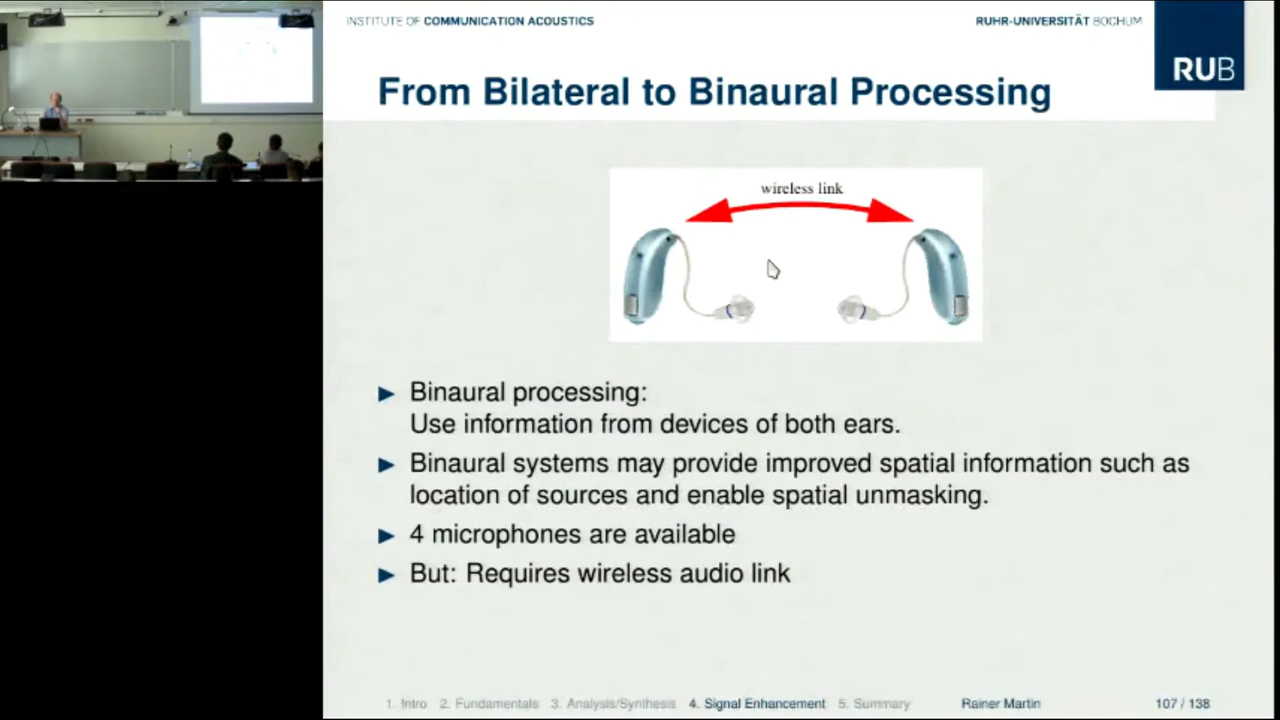 INSTITUTE OF COMMUNICATION ACOUSTICS
RUHR-UNIVERSITÄT BOCHUM
RUB
From Bilateral to Binaural Processing
wireless link
► Binaural processing:
Use information from devices of both ears.
► Binaural systems may provide improved spatial information such as
location of sources and enable spatial unmasking.
► 4 microphones are available
► But: Requires wireless audio link
1. Intro 2. Fundamentals 3. Analysis/Synthesis 4. Signal Enhancement 5. Summary Rainer Martin 107 / 138